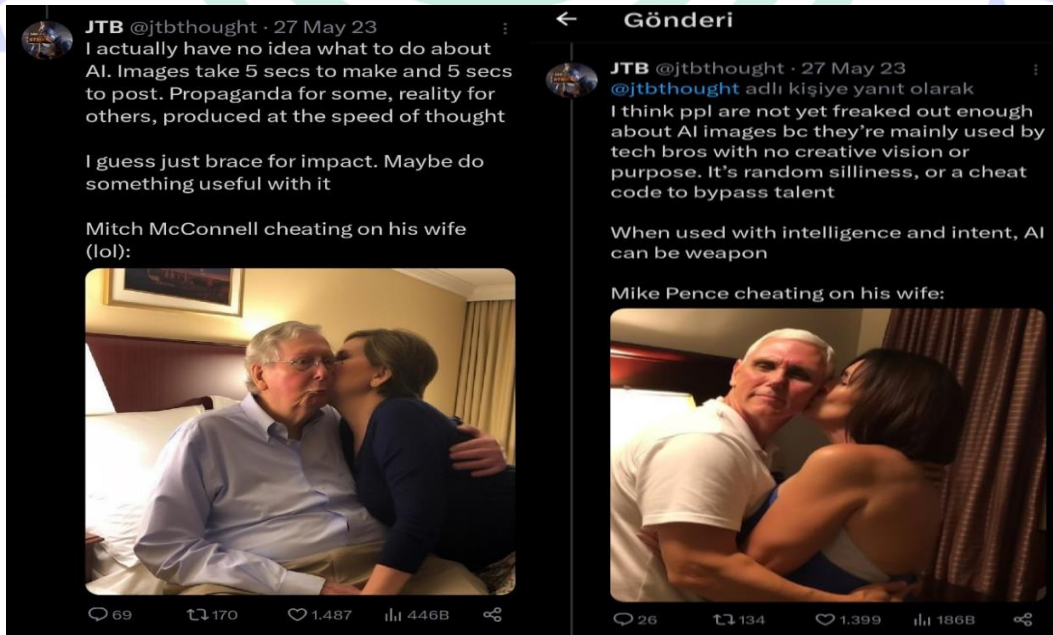 JTB @jtbthought · 27 May 23
I actually have no idea what to do about
AI. Images take 5 secs to make and 5 secs
to post. Propaganda for some, reality for
others, produced at the speed of thought
I guess just brace for impact. Maybe do
something useful with it
Mitch McConnell cheating on his wife
(lol):
69 170 1.487 446B
Gönderi
JTB @jtbthought · 27 May 23
@jtbthought adlı kişiye yanıt olarak
I think ppl are not yet freaked out enough
about AI images bc they’re mainly used by
tech bros with no creative vision or
purpose. It’s random silliness, or a cheat
code to bypass talent
When used with intelligence and intent, AI
can be weapon
Mike Pence cheating on his wife:
26 134 1.399 186B